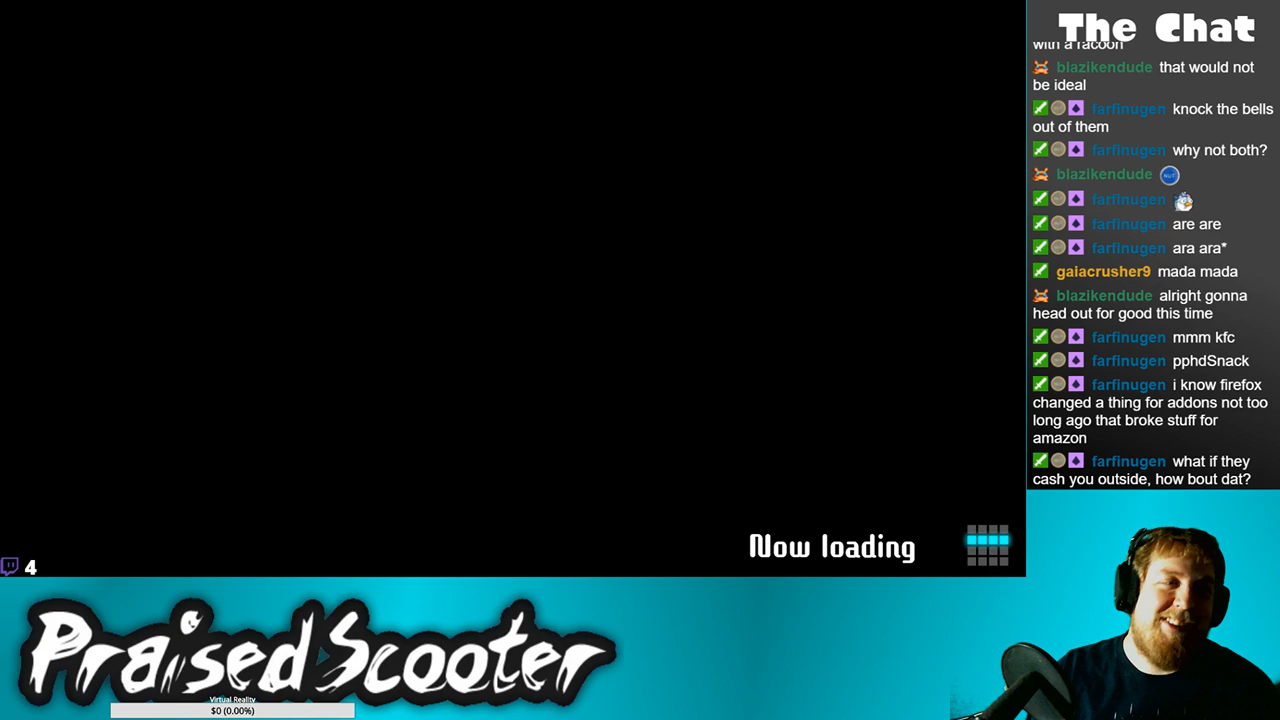 The Chat
with a racoon
blazikendude that would not
be ideal
farfinugen knock the bells
out of them
farfinugen why not both?
blazikendude NUT
farfinugen
farfinugen are are
farfinugen ara ara*
gaiacrusher9 mada mada
blazikendude alright gonna
head out for good this time
farfinugen mmm kfc
farfinugen pphdSnack
farfinugen i know firefox
changed a thing for addons not too
long ago that broke stuff for
amazon
farfinugen what if they
cash you outside, how bout dat?
Now loading
4
PraisedScooter
Virtual Reality
$0 (0.00%)